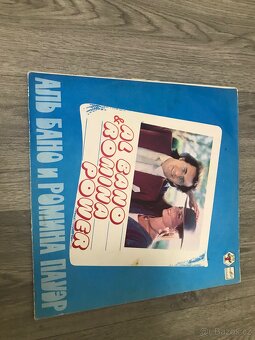 АЛЬ БАНО И РОМИНА ПАУЭР
AL BANO
& ROMINA
POWER